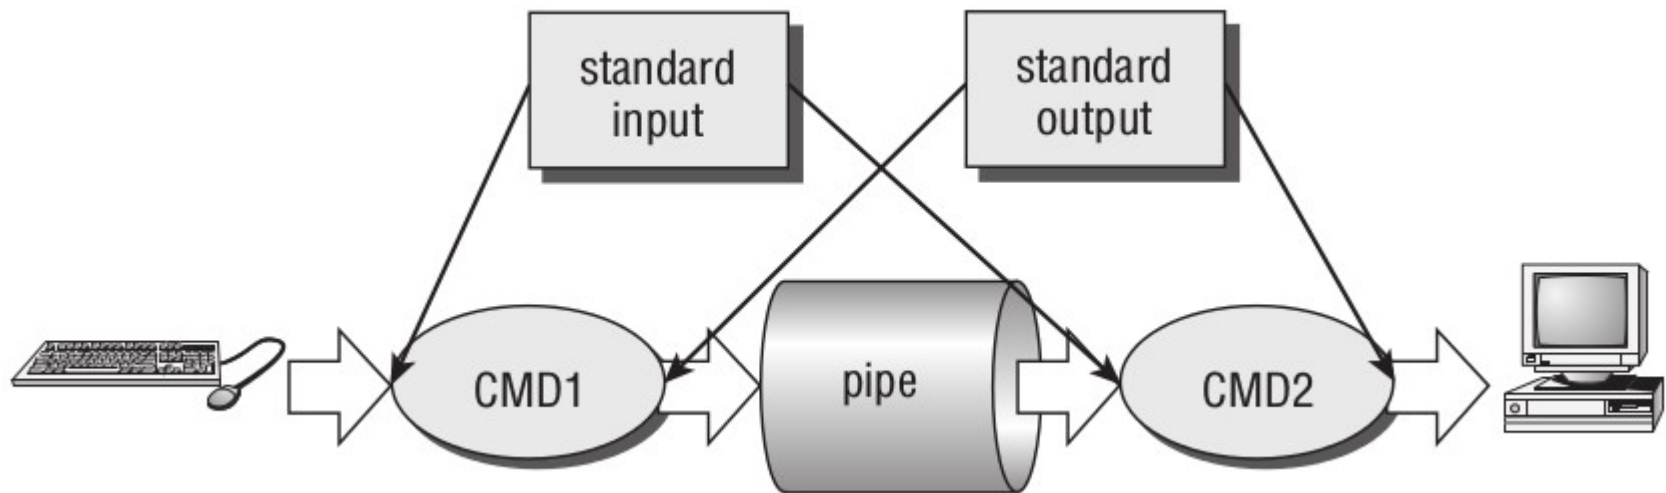 standard
input
standard
output
CMD1
pipe
CMD2